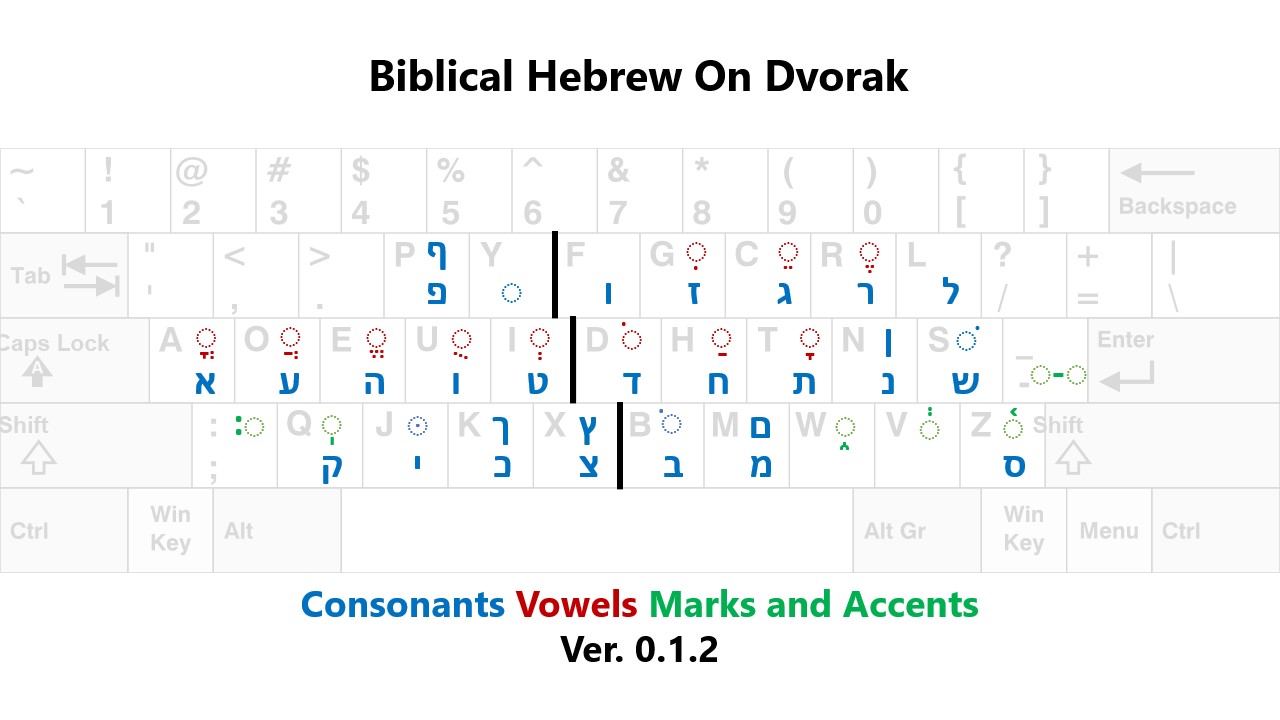 Biblical Hebrew On Dvorak
~ ! @ # $ % ^ & * ( ) { }
` 1 2 3 4 5 6 7 8 9 0 [ ] Backspace
Tab " < > P ף Y F G ◌ִ C ◌ֵ R ◌ֶ L ? + |
' , . פ ◌ ו ז ג ר ל / = \
Caps Lock A ◌ֳ O ◌ֲ E ◌ֱ U ◌ֻ I ◌ְ D ◌ֹ H ◌ַ T ◌ָ N ן S ◌ׁ _ Enter
A א ע ה ו ט ד ח ת נ ש - ◌־◌
Shift : ׃◌ Q ◌ֽ J ◌ּ K ך X ץ B ◌ׂ M ם W ◌֑ V ◌ Z ◌֙ Shift
; ק י כ צ ב מ ס
Ctrl Win Key Alt Alt Gr Win Key Menu Ctrl
Consonants Vowels Marks and Accents
Ver. 0.1.2